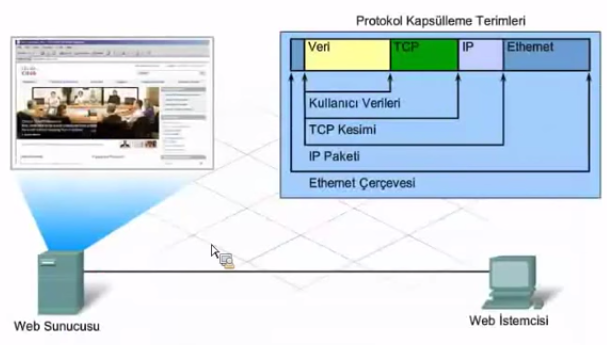 Protokol Kapsülleme Terimleri
Veri TCP IP Ethernet
Kullanıcı Verileri
TCP Kesimi
IP Paketi
Ethernet Çerçevesi
Web Sunucusu
Web İstemcisi